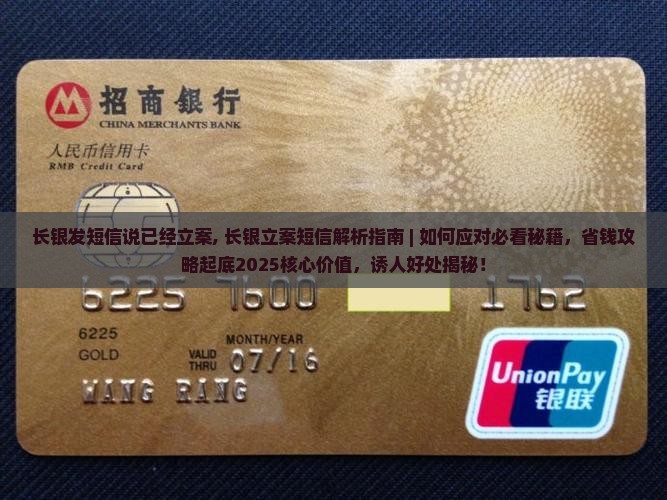 招商银行
CHINA MERCHANTS BANK
人民币信用卡
RMB Credit Card
长银发短信说已经立案, 长银立案短信解析指南 | 如何应对必看秘籍，省钱攻
略起底2025核心价值，诱人好处揭秘！
6225 7600 1762
6225
MONTH/YEAR
GOLD
VALID
THRU
07/16
WANG RANG
UnionPay
银联